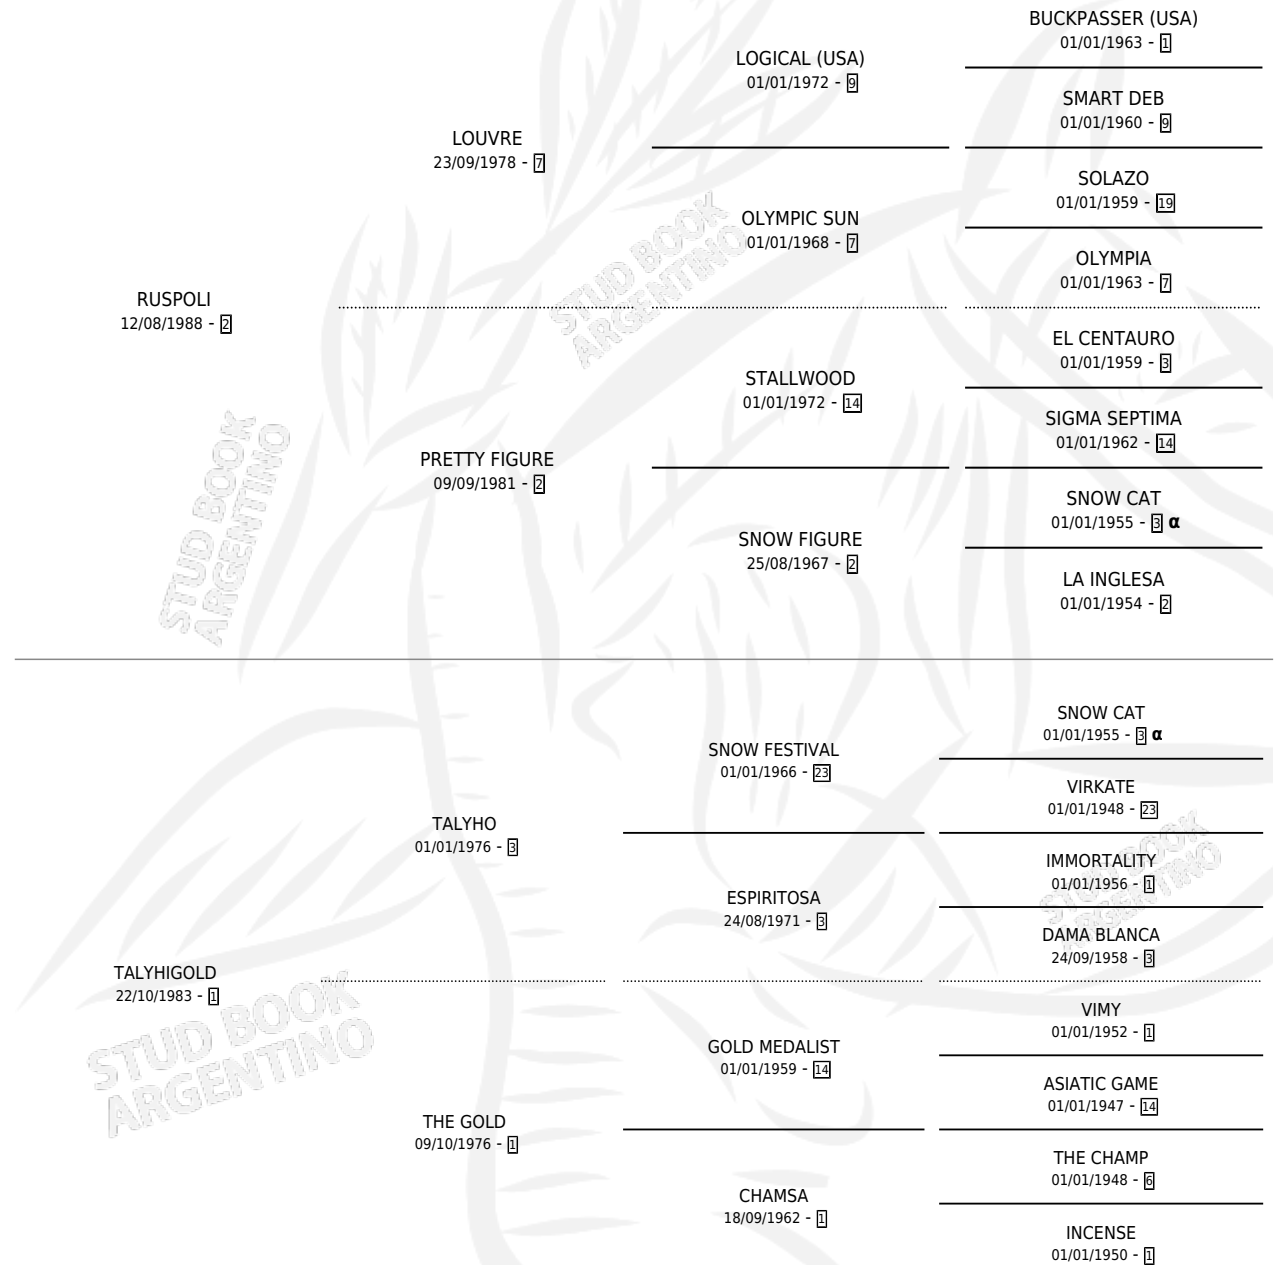 BUCKPASSER (USA)
01/01/1963 - 1
LOGICAL (USA)
01/01/1972 - 9
SMART DEB
01/01/1960 - 9
LOUVRE
23/09/1978 - 7
SOLAZO
01/01/1959 - 19
OLYMPIC SUN
01/01/1968 - 7
OLYMPIA
01/01/1963 - 7
RUSPOLI
12/08/1988 - 2
EL CENTAURO
01/01/1959 - 3
STALLWOOD
01/01/1972 - 14
SIGMA SEPTIMA
01/01/1962 - 14
PRETTY FIGURE
09/09/1981 - 2
SNOW CAT
01/01/1955 - 3 α
SNOW FIGURE
25/08/1967 - 2
LA INGLESA
01/01/1954 - 2
SNOW CAT
01/01/1955 - 3 α
SNOW FESTIVAL
01/01/1966 - 23
VIRKATE
01/01/1948 - 23
TALYHO
01/01/1976 - 3
IMMORTALITY
01/01/1956 - 1
ESPIRITOSA
24/08/1971 - 3
DAMA BLANCA
24/09/1958 - 3
TALYHIGOLD
22/10/1983 - 1
VIMY
01/01/1952 - 1
GOLD MEDALIST
01/01/1959 - 14
ASIATIC GAME
01/01/1947 - 14
THE GOLD
09/10/1976 - 1
THE CHAMP
01/01/1948 - 6
CHAMSA
18/09/1962 - 1
INCENSE
01/01/1950 - 1
STUD BOOK
ARGENTINO
STUD BOOK
ARGENTINO
STUD BOOK
ARGENTINO
STUD BOOK
ARGENTINO